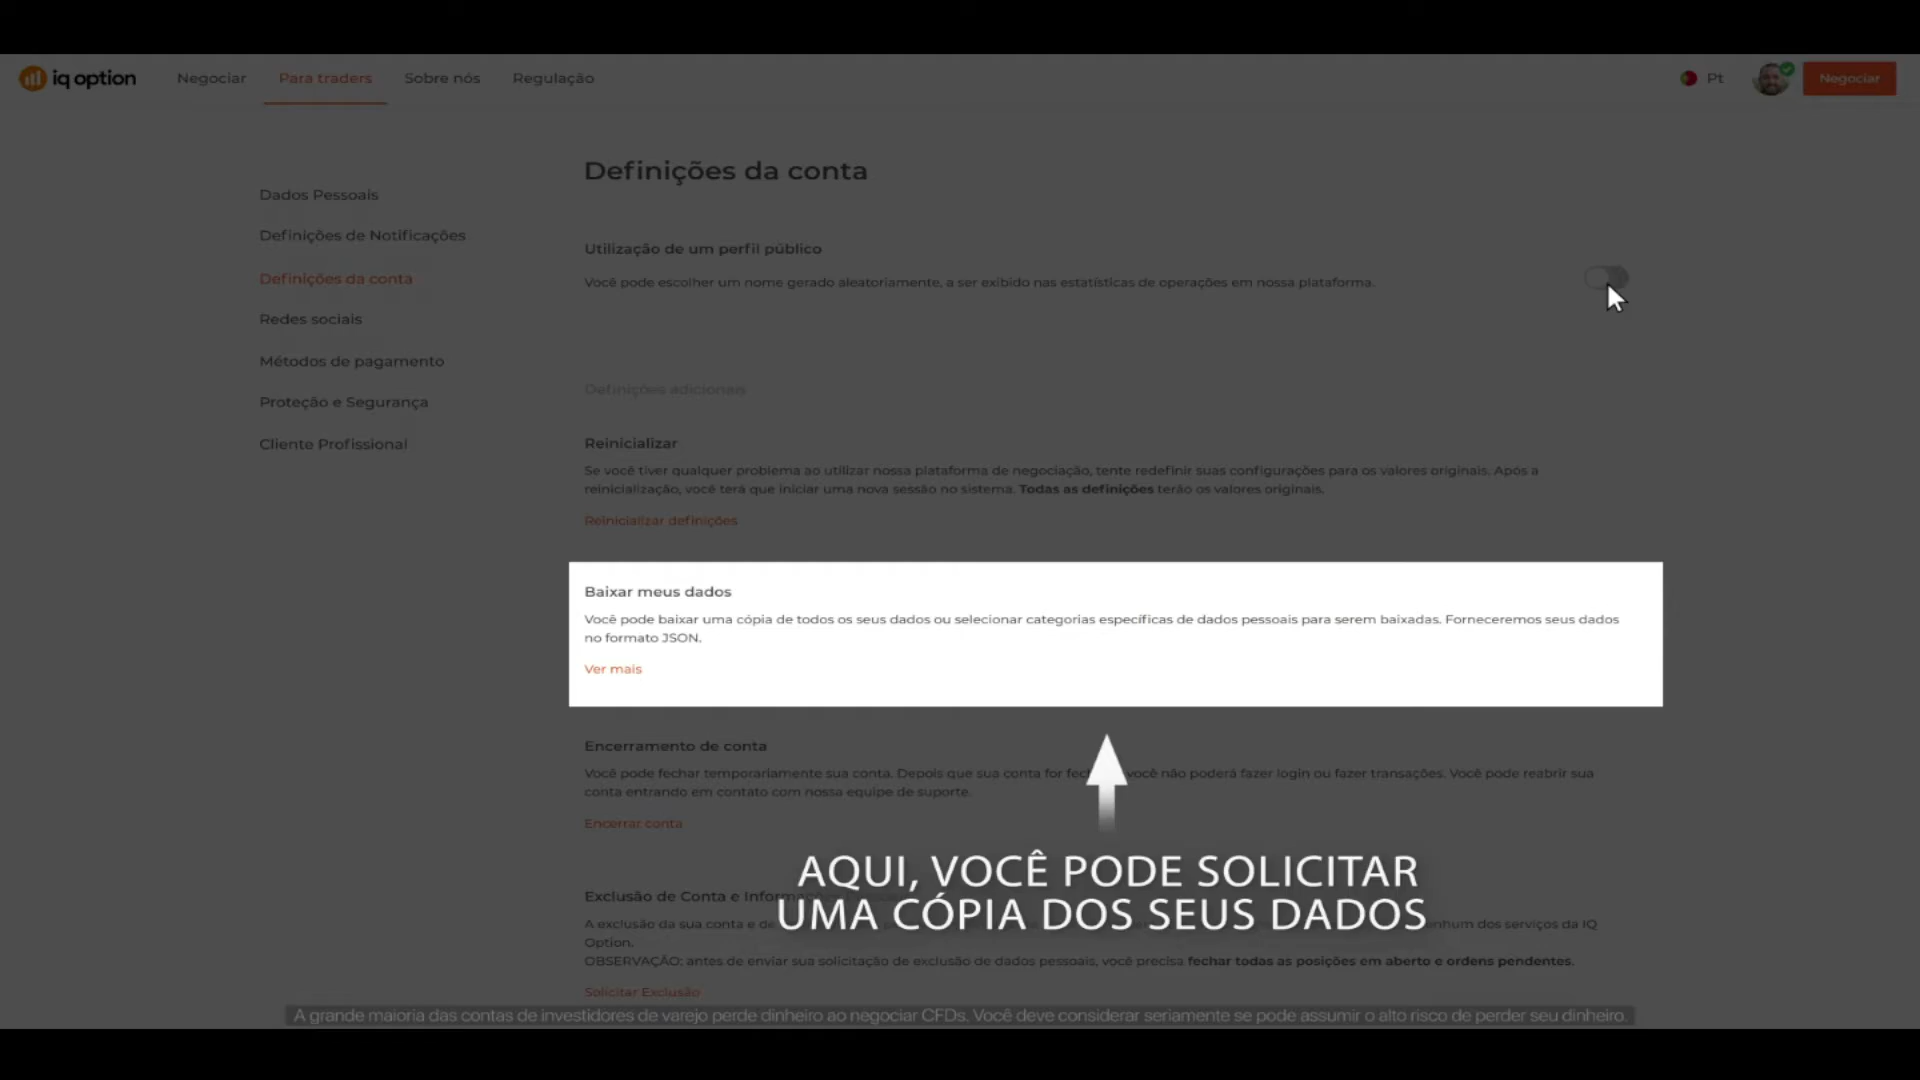 iq option
Negociar
Para traders
Sobre nós
Regulação
Pt
Negociar
Definições da conta
Dados Pessoais
Definições de Notificações
Definições da conta
Redes sociais
Métodos de pagamento
Proteção e Segurança
Cliente Profissional
Utilização de um perfil público
Você pode escolher um nome gerado aleatoriamente, a ser exibido nas estatísticas de operações em nossa plataforma.
Definições adicionais
Reinicializar
Se você tiver qualquer problema ao utilizar nossa plataforma de negociação, tente redefinir suas configurações para os valores originais. Após a
reinicialização, você terá que iniciar uma nova sessão no sistema. Todas as definições terão os valores originais.
Reinicializar definições
Baixar meus dados
Você pode baixar uma cópia de todos os seus dados ou selecionar categorias específicas de dados pessoais para serem baixadas. Forneceremos seus dados
no formato JSON.
Ver mais
Encerramento de conta
Você pode fechar temporariamente sua conta. Depois que sua conta for você não poderá fazer login ou fazer transações. Você pode reabrir sua
conta entrando em contato com nossa equipe de suporte.
Encerrar conta
AQUI, VOCÊ PODE SOLICITAR
UMA CÓPIA DOS SEUS DADOS
Exclusão de Conta e
A exclusão da sua conta e dos serviços da IQ
Option.
OBSERVAÇÃO: antes de enviar sua solicitação de exclusão de dados pessoais, você precisa fechar todas as posições em aberto e ordens pendentes.
Solicitar Exclusão
A grande maioria das contas de investidores de varejo perde dinheiro ao negociar CFDs. Você deve considerar seriamente se pode assumir o alto risco de perder seu dinheiro.